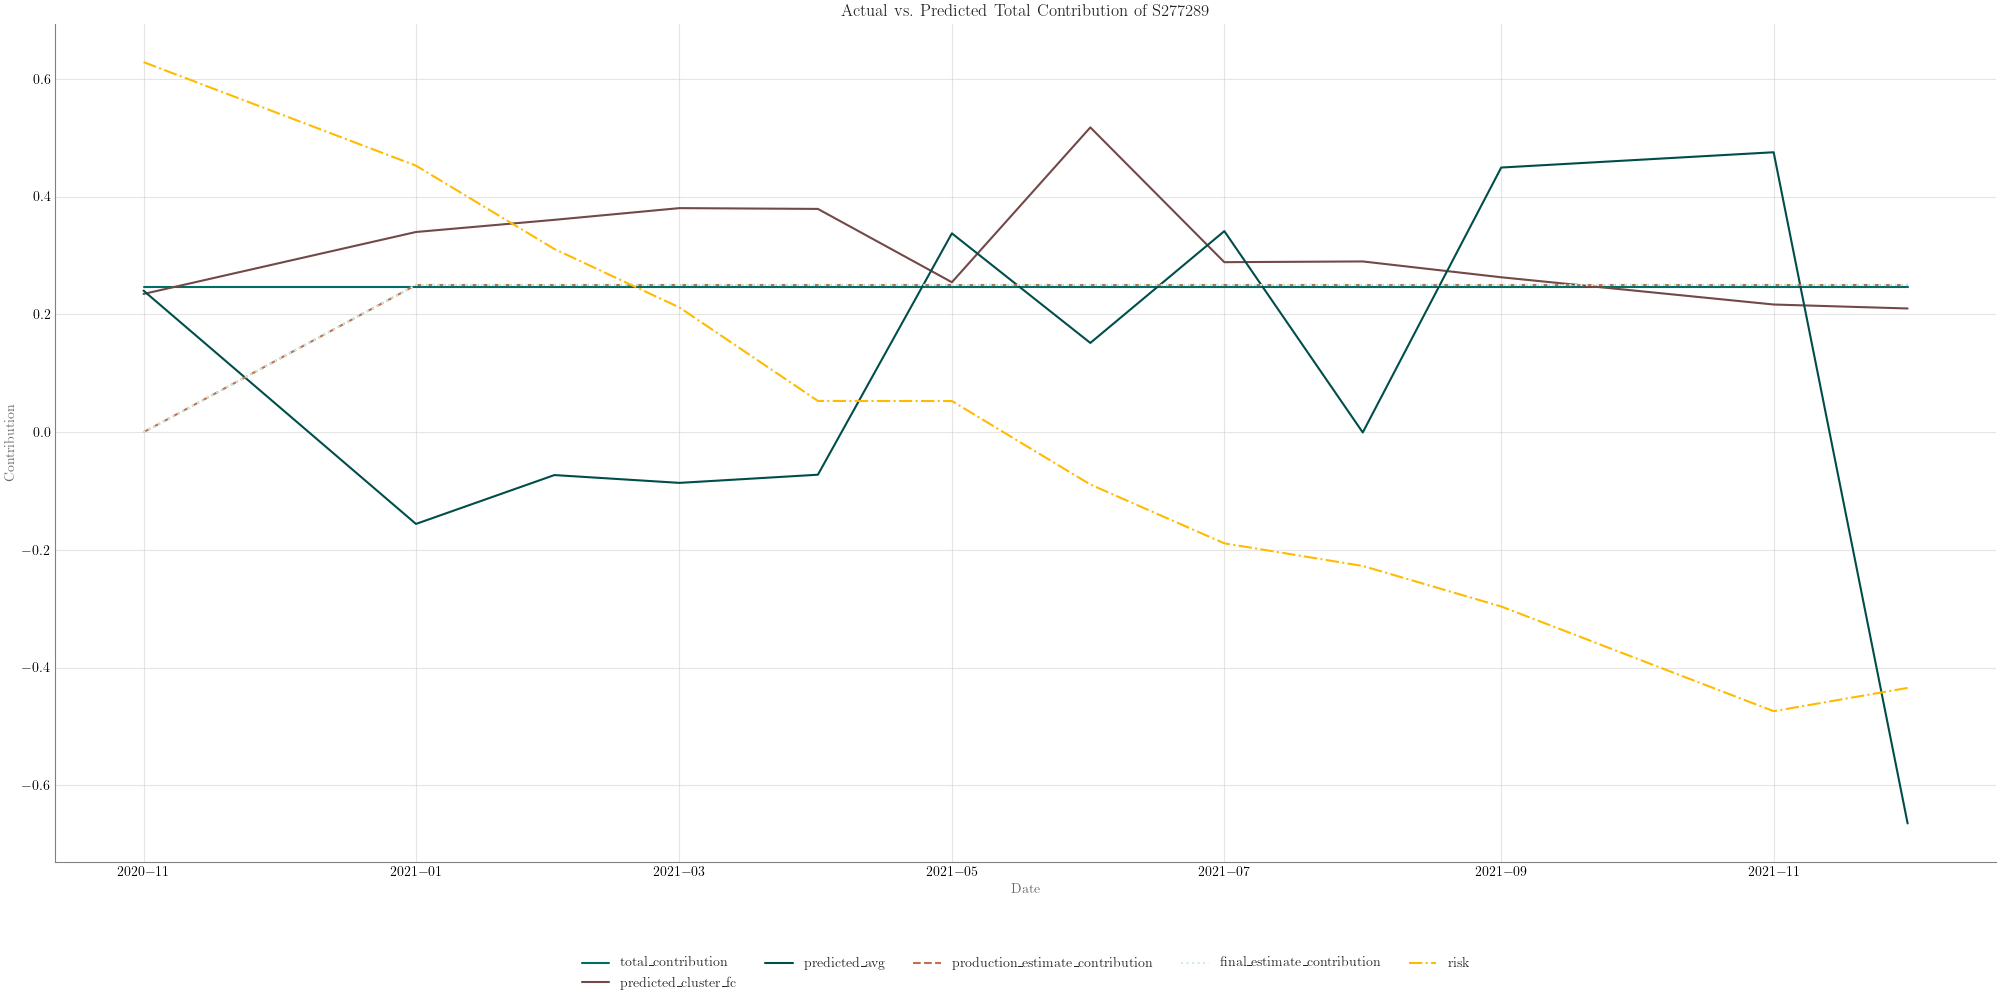 Actual vs. Predicted Total Contribution of S277289
Contribution
0.6
0.4
0.2
0.0
−0.2
−0.4
−0.6
2020−11 2021−01 2021−03 2021−05 2021−07 2021−09 2021−11
Date
total_contribution predicted_avg production_estimate_contribution final_estimate_contribution risk
predicted_cluster_fc